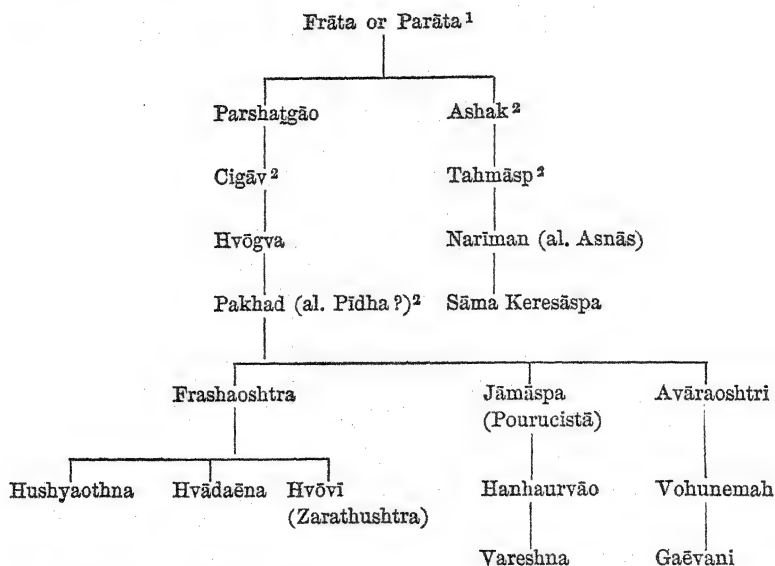 Frāta or Parāta¹
Parshaṯgāo Ashak²
Cigāv² Tahmāsp²
Hvōgva Narīman (al. Asnās)
Pakhad (al. Pīdha?)² Sāma Keresāspa
Frashaoshtra Jāmāspa Avāraoshtri
(Pourucistā)
Hushyaothna Hvādaēna Hvōvī Hanhaurvāo Vohunemah
(Zarathushtra)
Vareshna Gaēvani